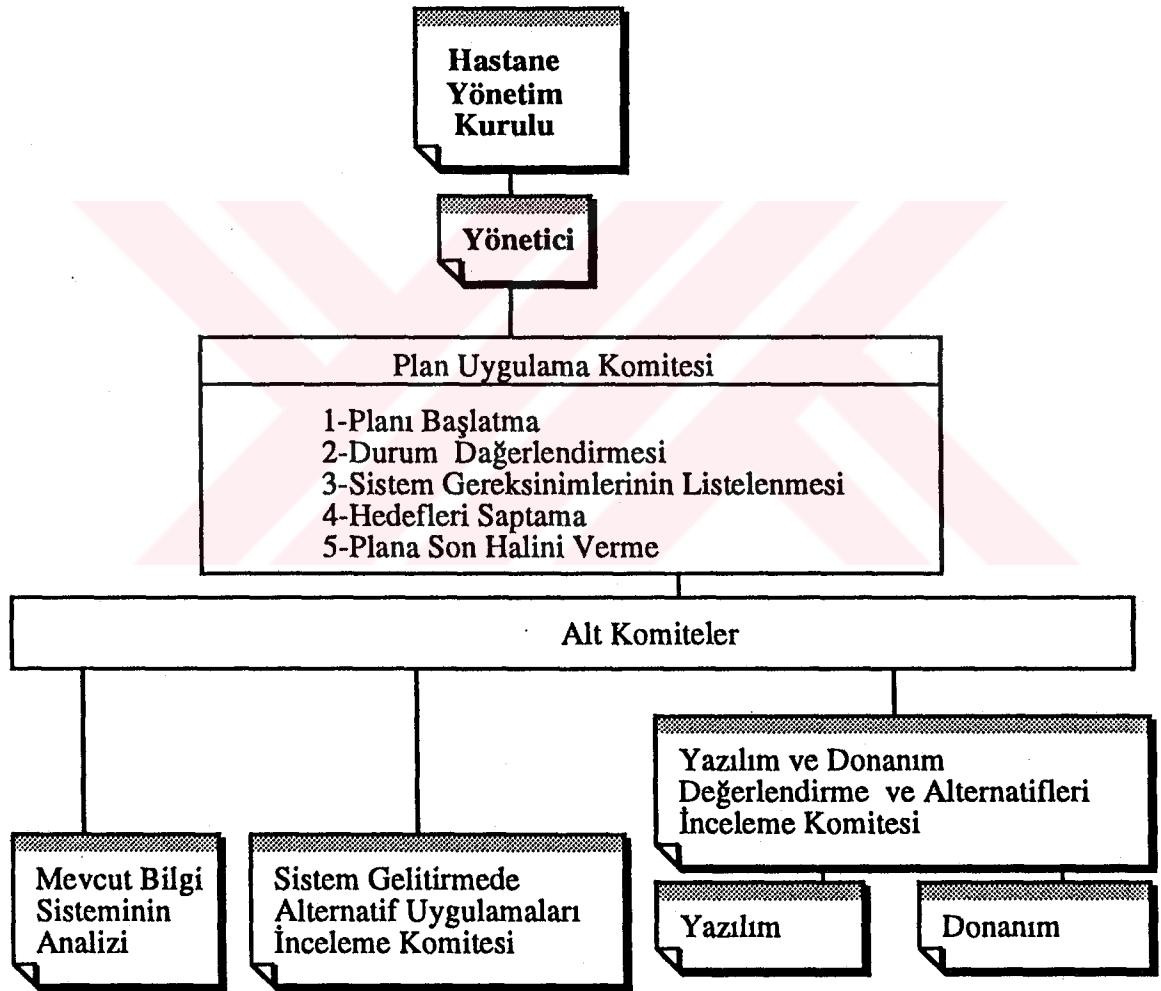 Hastane
Yönetim
Kurulu
Yönetici
Plan Uygulama Komitesi
1-Planı Başlatma
2-Durum Dağerlendirmesi
3-Sistem Gereksinimlerinin Listelenmesi
4-Hedefleri Saptama
5-Plana Son Halini Verme
Alt Komiteler
Mevcut Bilgi
Sisteminin
Analizi
Sistem Gelitirmede
Alternatif Uygulamaları
İnceleme Komitesi
Yazılım ve Donanım
Değerlendirme ve Alternatifleri
İnceleme Komitesi
Yazılım
Donanım